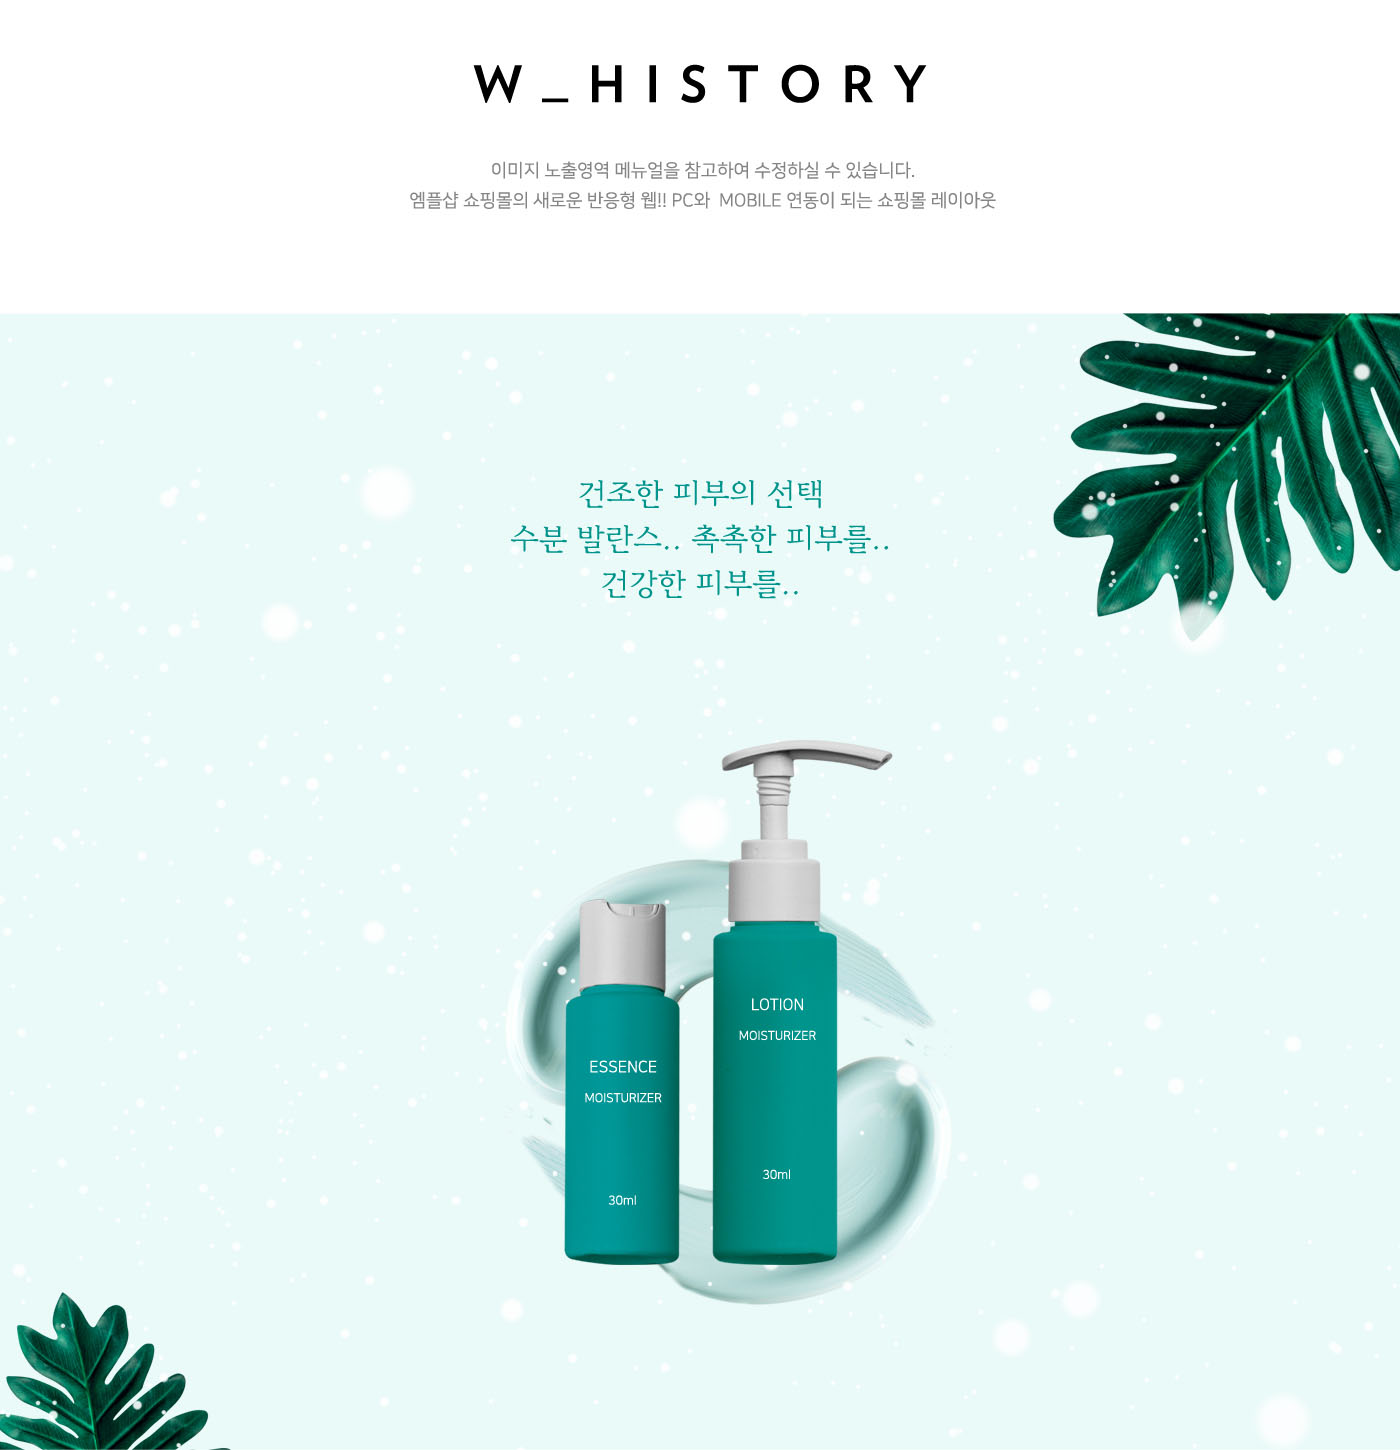 W_HISTORY
이미지 노출영역 메뉴얼을 참고하여 수정하실 수 있습니다.
엠플샵 쇼핑몰의 새로운 반응형 웹!! PC와 MOBILE 연동이 되는 쇼핑몰 레이아웃
건조한 피부의 선택
수분 발란스.. 촉촉한 피부를..
건강한 피부를..
ESSENCE
MOISTURIZER
30ml
LOTION
MOISTURIZER
30ml